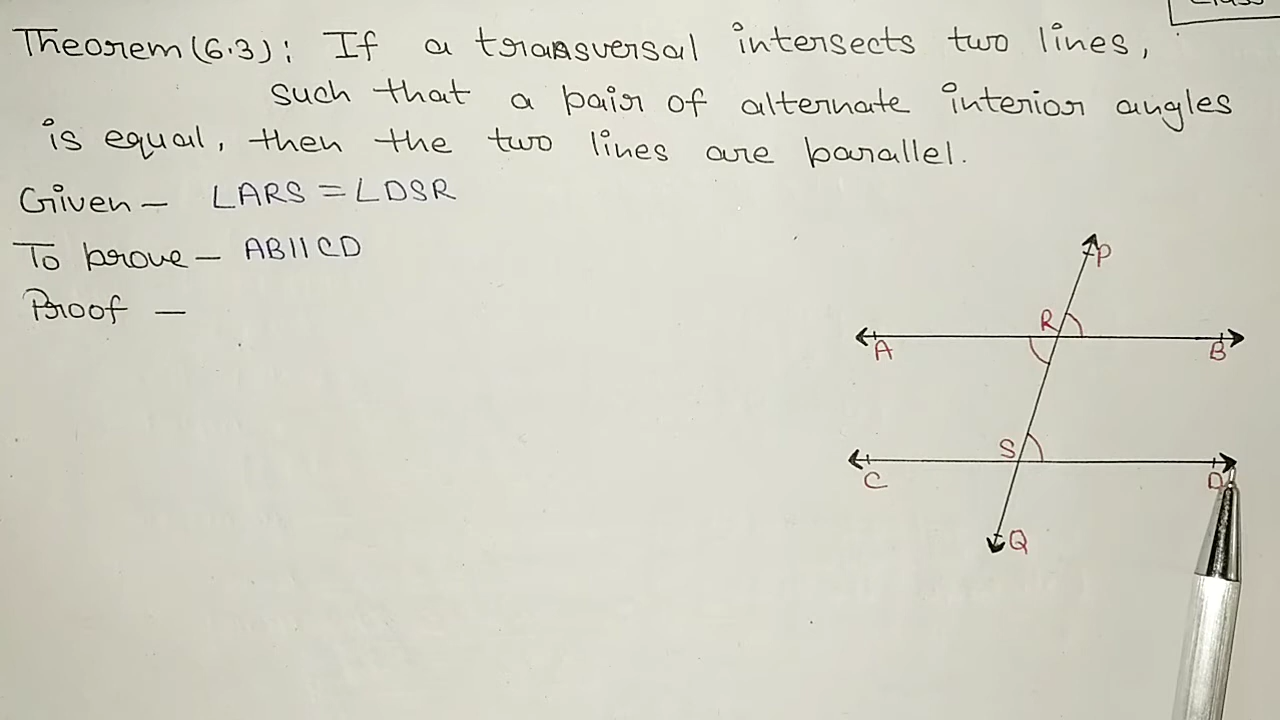 Class
Theorem (6.3): If a transversal intersects two lines,
such that a pair of alternate interior angles
is equal, then the two lines are parallel.
Given – ∠ARS = ∠DSR
To prove – AB||CD
Proof –
P
R
A
B
S
C
D
Q